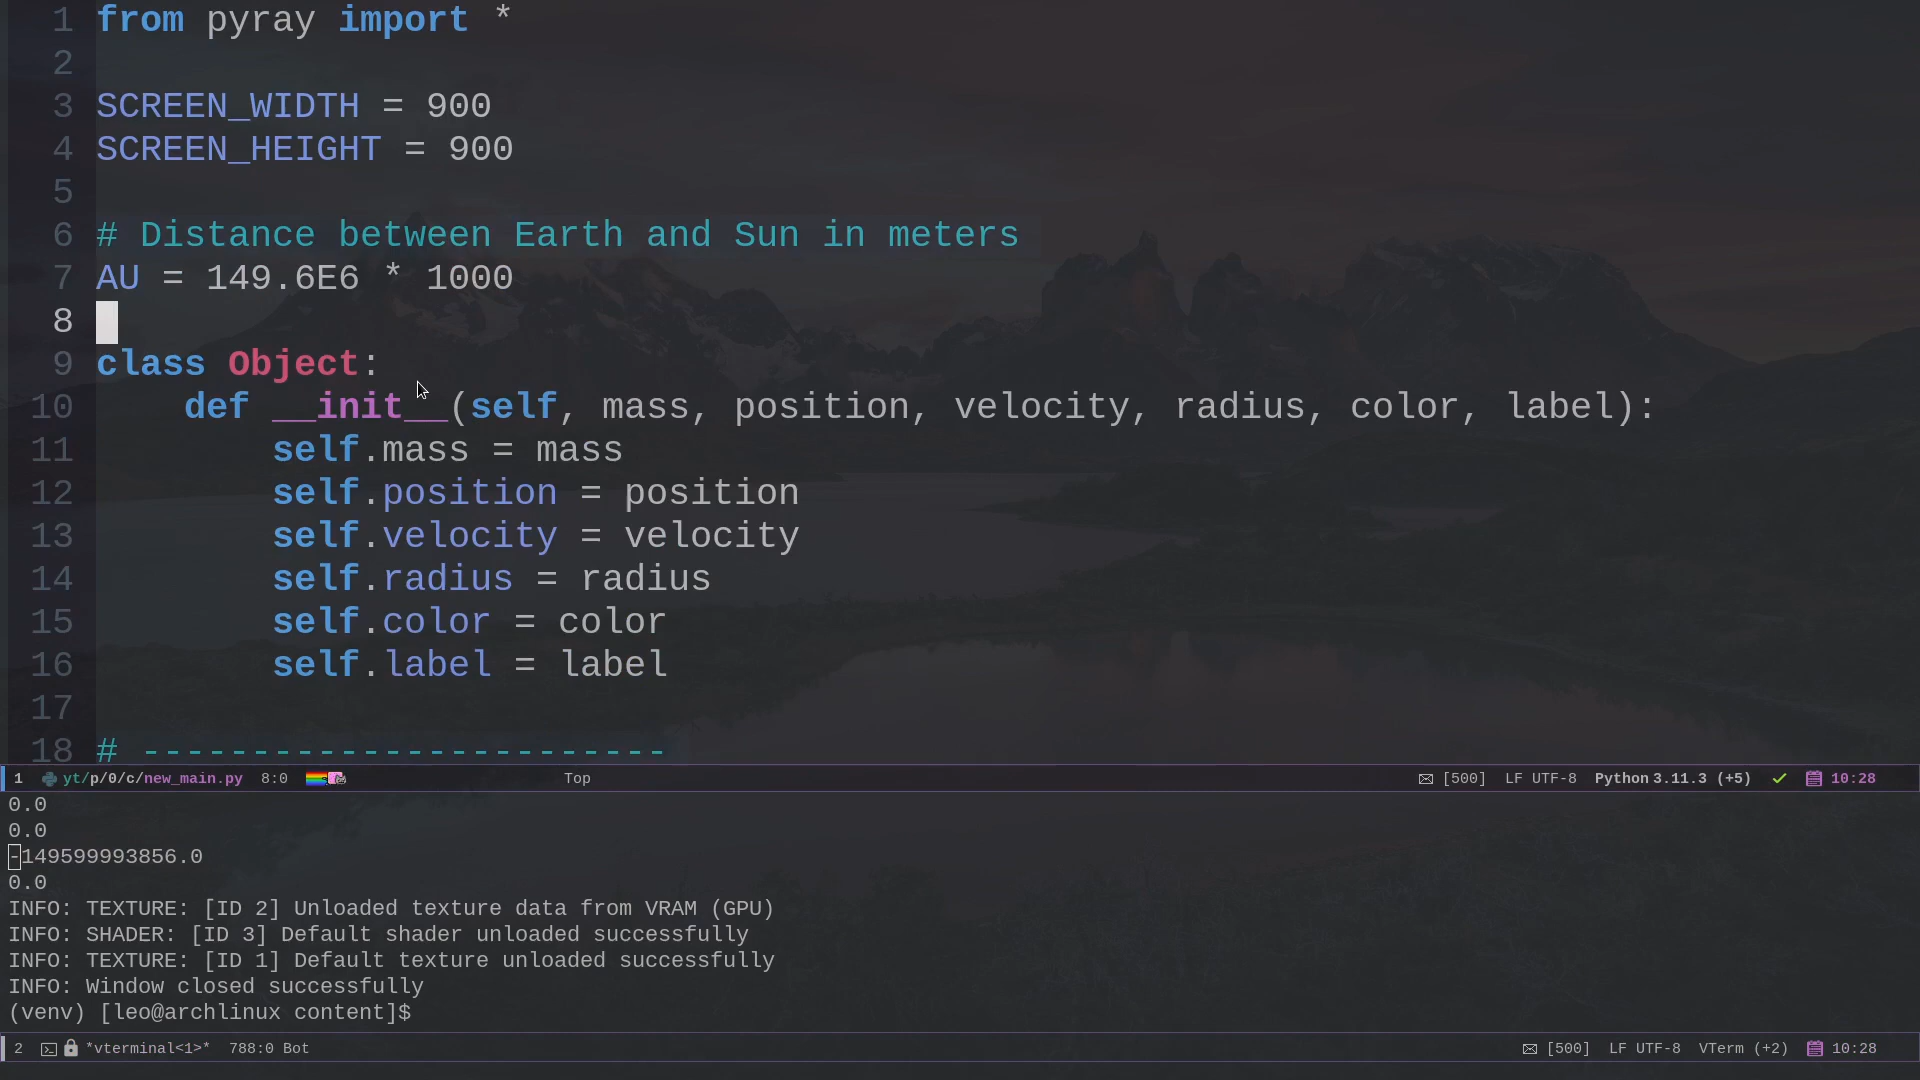 1 from pyray import *
2
3 SCREEN_WIDTH = 900
4 SCREEN_HEIGHT = 900
5
6 # Distance between Earth and Sun in meters
7 AU = 149.6E6 * 1000
8
9 class Object:
10     def __init__(self, mass, position, velocity, radius, color, label):
11         self.mass = mass
12         self.position = position
13         self.velocity = velocity
14         self.radius = radius
15         self.color = color
16         self.label = label
17
18 # ------------------------
1 yt/p/0/c/new_main.py 8:0 Top [500] LF UTF-8 Python 3.11.3 (+5) 10:28
0.0
0.0
-149599993856.0
0.0
INFO: TEXTURE: [ID 2] Unloaded texture data from VRAM (GPU)
INFO: SHADER: [ID 3] Default shader unloaded successfully
INFO: TEXTURE: [ID 1] Default texture unloaded successfully
INFO: Window closed successfully
(venv) [leo@archlinux content]$
2 *vterminal<1>* 788:0 Bot [500] LF UTF-8 VTerm (+2) 10:28